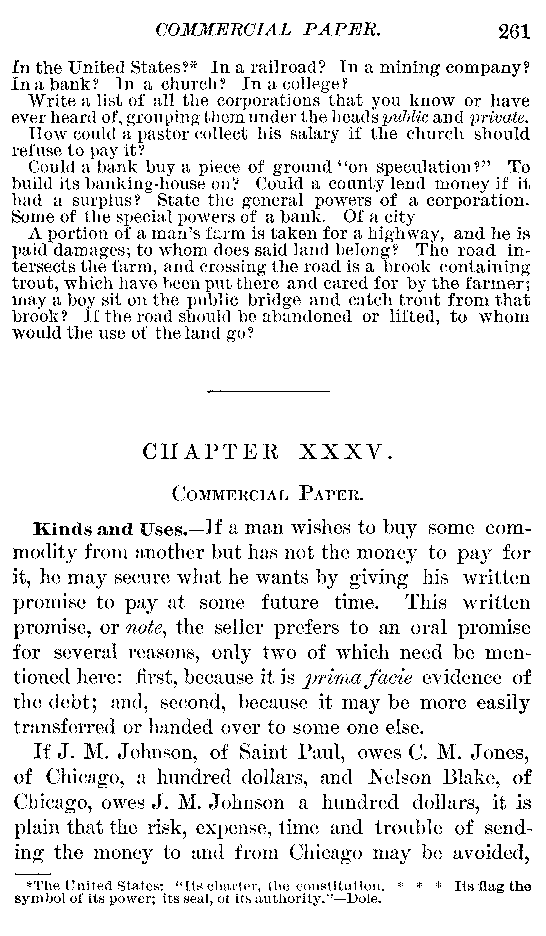 COMMERCIAL PAPER. 261
In the United States?* In a railroad? In a mining company?
In a bank? In a church? In a college?
Write a list of all the corporations that you know or have
ever heard of, grouping them under the heads public and private.
How could a pastor collect his salary if the church should
refuse to pay it?
Could a bank buy a piece of ground "on speculation?" To
build its banking-house on? Could a county lend money if it
had a surplus? State the general powers of a corporation.
Some of the special powers of a bank. Of a city
A portion of a man's farm is taken for a highway, and he is
paid damages; to whom does said land belong? The road in-
tersects the farm, and crossing the road is a brook containing
trout, which have been put there and cared for by the farmer;
may a boy sit on the public bridge and catch trout from that
brook? If the road should be abandoned or lifted, to whom
would the use of the land go?
CHAPTER XXXV.
COMMERCIAL PAPER.
Kinds and Uses.—If a man wishes to buy some com-
modity from another but has not the money to pay for
it, he may secure what he wants by giving his written
promise to pay at some future time. This written
promise, or note, the seller prefers to an oral promise
for several reasons, only two of which need be men-
tioned here: first, because it is prima facie evidence of
the debt; and, second, because it may be more easily
transferred or handed over to some one else.
If J. M. Johnson, of Saint Paul, owes C. M. Jones,
of Chicago, a hundred dollars, and Nelson Blake, of
Chicago, owes J. M. Johnson a hundred dollars, it is
plain that the risk, expense, time and trouble of send-
ing the money to and from Chicago may be avoided,
*The United States: "Its charter, the constitution. * * * Its flag the
symbol of its power; its seal, of its authority."—Dole.